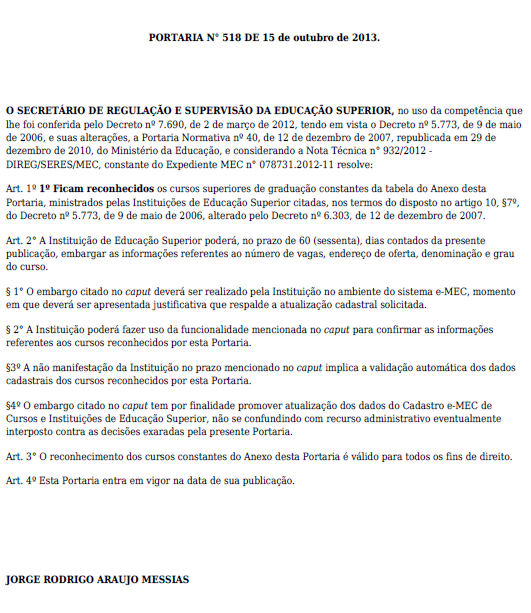 PORTARIA N° 518 DE 15 de outubro de 2013.
O SECRETÁRIO DE REGULAÇÃO E SUPERVISÃO DA EDUCAÇÃO SUPERIOR, no uso da competência que
lhe foi conferida pelo Decreto nº 7.690, de 2 de março de 2012, tendo em vista o Decreto nº 5.773, de 9 de maio
de 2006, e suas alterações, a Portaria Normativa nº 40, de 12 de dezembro de 2007, republicada em 29 de
dezembro de 2010, do Ministério da Educação, e considerando a Nota Técnica n° 932/2012 -
DIREG/SERES/MEC, constante do Expediente MEC n° 078731.2012-11 resolve:
Art. 1º 1º Ficam reconhecidos os cursos superiores de graduação constantes da tabela do Anexo desta
Portaria, ministrados pelas Instituições de Educação Superior citadas, nos termos do disposto no artigo 10, §7º,
do Decreto nº 5.773, de 9 de maio de 2006, alterado pelo Decreto nº 6.303, de 12 de dezembro de 2007.
Art. 2° A Instituição de Educação Superior poderá, no prazo de 60 (sessenta), dias contados da presente
publicação, embargar as informações referentes ao número de vagas, endereço de oferta, denominação e grau
do curso.
§ 1° O embargo citado no caput deverá ser realizado pela Instituição no ambiente do sistema e-MEC, momento
em que deverá ser apresentada justificativa que respalde a atualização cadastral solicitada.
§ 2° A Instituição poderá fazer uso da funcionalidade mencionada no caput para confirmar as informações
referentes aos cursos reconhecidos por esta Portaria.
§3º A não manifestação da Instituição no prazo mencionado no caput implica a validação automática dos dados
cadastrais dos cursos reconhecidos por esta Portaria.
§4º O embargo citado no caput tem por finalidade promover atualização dos dados do Cadastro e-MEC de
Cursos e Instituições de Educação Superior, não se confundindo com recurso administrativo eventualmente
interposto contra as decisões exaradas pela presente Portaria.
Art. 3° O reconhecimento dos cursos constantes do Anexo desta Portaria é válido para todos os fins de direito.
Art. 4º Esta Portaria entra em vigor na data de sua publicação.
JORGE RODRIGO ARAUJO MESSIAS